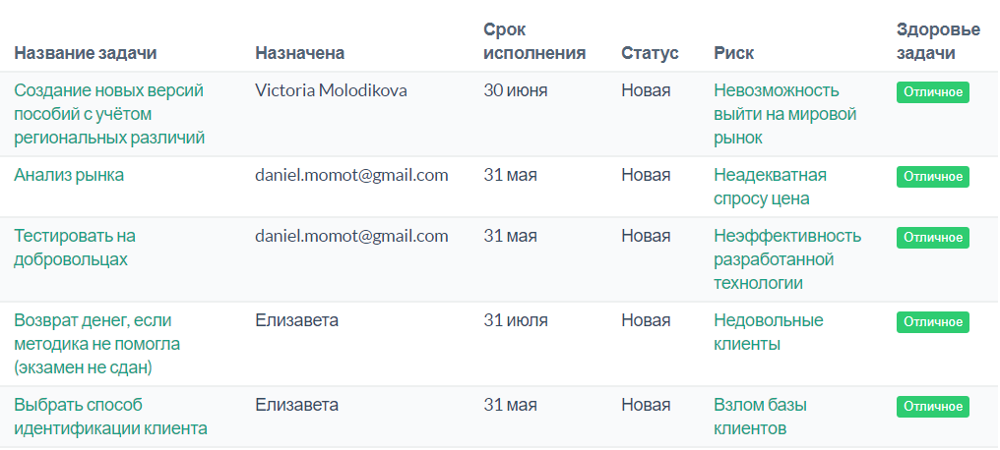 Название задачи
Назначена
Срок
исполнения
Статус
Риск
Здоровье
задачи
Создание новых версий
пособий с учётом
региональных различий
Victoria Molodikova
30 июня
Новая
Невозможность
выйти на мировой
рынок
Отличное
Анализ рынка
daniel.momot@gmail.com
31 мая
Новая
Неадекватная
спросу цена
Отличное
Тестировать на
добровольцах
daniel.momot@gmail.com
31 мая
Новая
Неэффективность
разработанной
технологии
Отличное
Возврат денег, если
методика не помогла
(экзамен не сдан)
Елизавета
31 июля
Новая
Недовольные
клиенты
Отличное
Выбрать способ
идентификации клиента
Елизавета
31 мая
Новая
Взлом базы
клиентов
Отличное